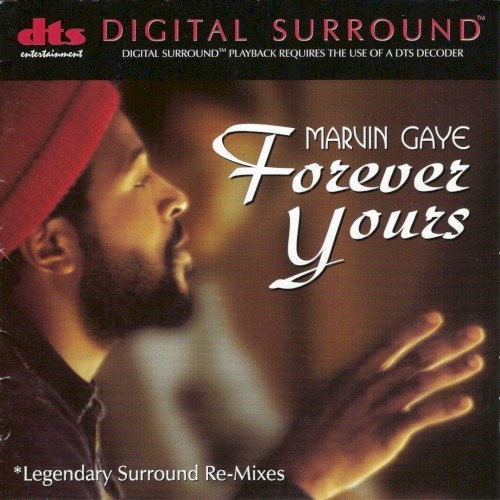 dts DIGITAL SURROUND™
entertainment DIGITAL SURROUND™ PLAYBACK REQUIRES THE USE OF A DTS DECODER
MARVIN GAYE
Forever
Yours
*Legendary Surround Re-Mixes